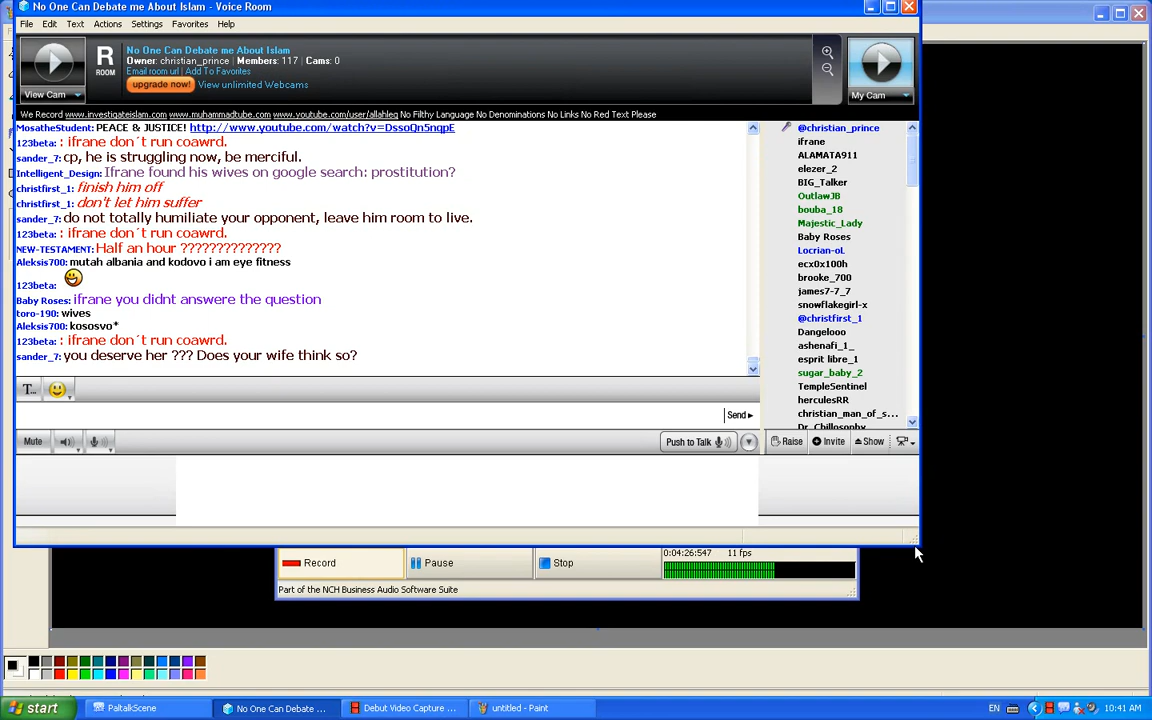 No One Can Debate me About Islam - Voice Room
File Edit Text Actions Settings Favorites Help
R
ROOM
No One Can Debate me About Islam
Owner: christian_prince | Members: 117 | Cams: 0
Email room url | Add To Favorites
upgrade now! View unlimited Webcams
View Cam
My Cam
We Record www.investigateislam.com www.muhammadtube.com www.youtube.com/user/allahleq No Filthy Language No Denominations No Links No Red Text Please
MosatheStudent: PEACE & JUSTICE! http://www.youtube.com/watch?v=DssoQn5nqpE
123beta: : ifrane don´t run coawrd.
sander_7: cp, he is struggling now, be merciful.
Intelligent_Design: Ifrane found his wives on google search: prostitution?
christfirst_1: finish him off
christfirst_1: don't let him suffer
sander_7: do not totally humiliate your opponent, leave him room to live.
123beta: : ifrane don´t run coawrd.
NEW-TESTAMENT: Half an hour ??????????????
Aleksis700: mutah albania and kodovo i am eye fitness
123beta:
Baby Roses: ifrane you didnt answere the question
toro-190: wives
Aleksis700: kososvo*
123beta: : ifrane don´t run coawrd.
sander_7: you deserve her ??? Does your wife think so?
@christian_prince
ifrane
ALAMATA911
elezer_2
BIG_Talker
OutlawJB
bouba_18
Majestic_Lady
Baby Roses
Locrian-oL
ecx0x100h
brooke_700
james7-7_7
snowflakegirl-x
@christfirst_1
Dangelooo
ashenafi_1_
esprit libre_1
sugar_baby_2
TempleSentinel
herculesRR
christian_man_of_s...
Dr_Chillosophy
T...
Send
Mute
Push to Talk
Raise Invite Show
Record Pause Stop
0:04:26:547 11 fps
Part of the NCH Business Audio Software Suite
start
PaltalkScene
No One Can Debate ...
Debut Video Capture ...
untitled - Paint
EN
10:41 AM